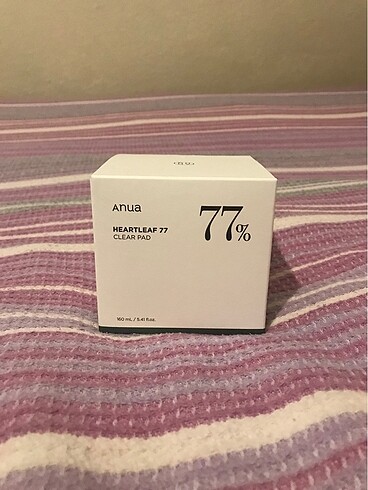 Anua
77%
HEARTLEAF 77
CLEAR PAD
160 mL / 5.41 fl.oz.